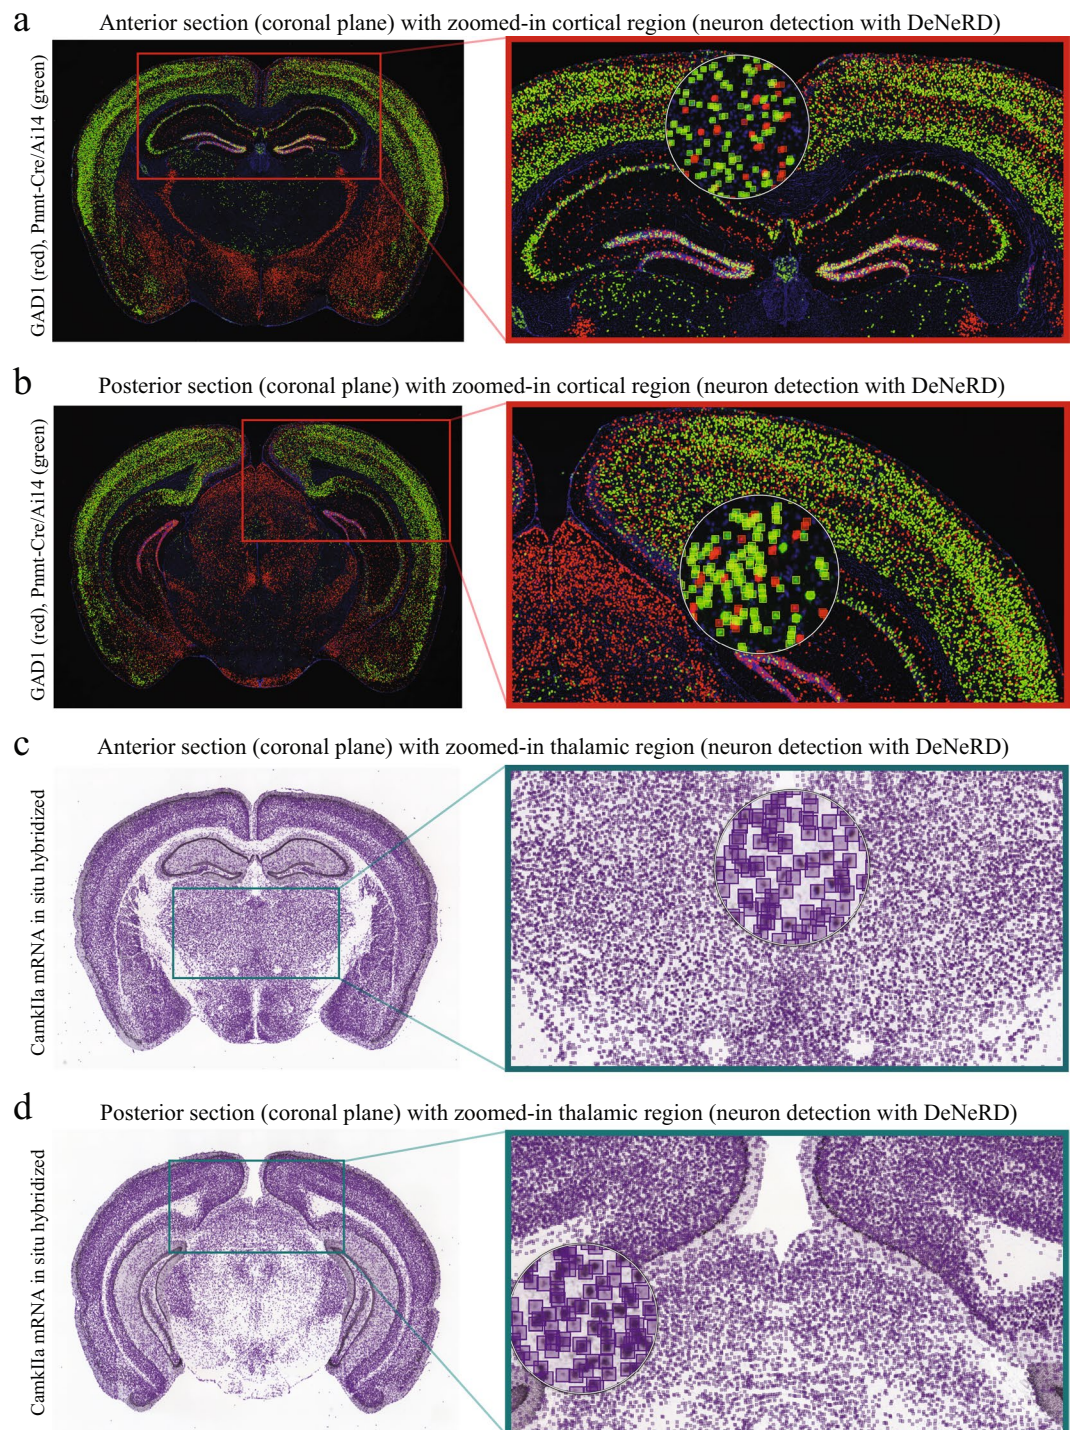 a
Anterior section (coronal plane) with zoomed-in cortical region (neuron detection with DeNeRD)
GAD1 (red), Pnmt-Cre/Ai14 (green)
b
Posterior section (coronal plane) with zoomed-in cortical region (neuron detection with DeNeRD)
GAD1 (red), Pnmt-Cre/Ai14 (green)
c
Anterior section (coronal plane) with zoomed-in thalamic region (neuron detection with DeNeRD)
CamkIIa mRNA in situ hybridized
d
Posterior section (coronal plane) with zoomed-in thalamic region (neuron detection with DeNeRD)
CamkIIa mRNA in situ hybridized